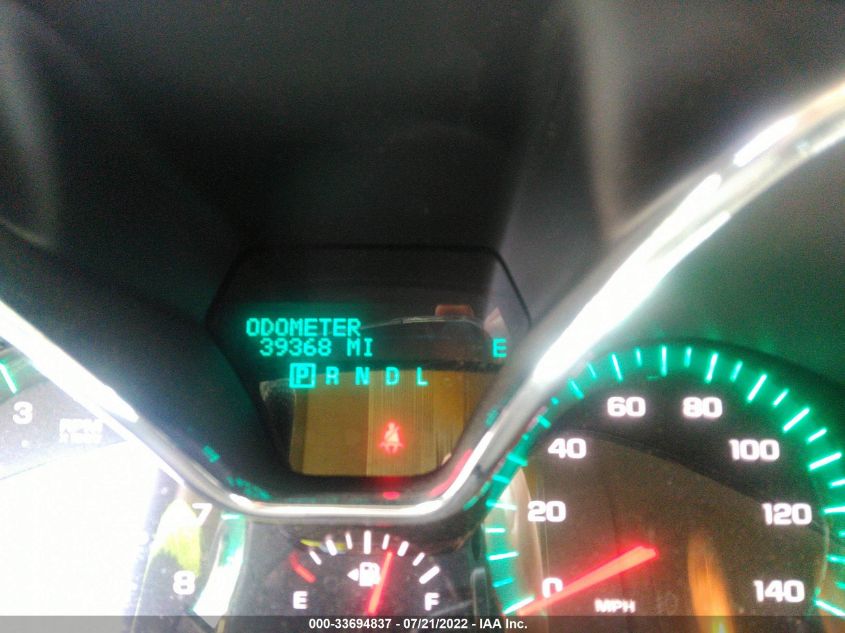 ODOMETER
39368 MI E
P R N D L
3
RPM
7
8
E F
0 20 40 60 80 100 120 140
MPH
000-33694837 - 07/21/2022 - IAA Inc.